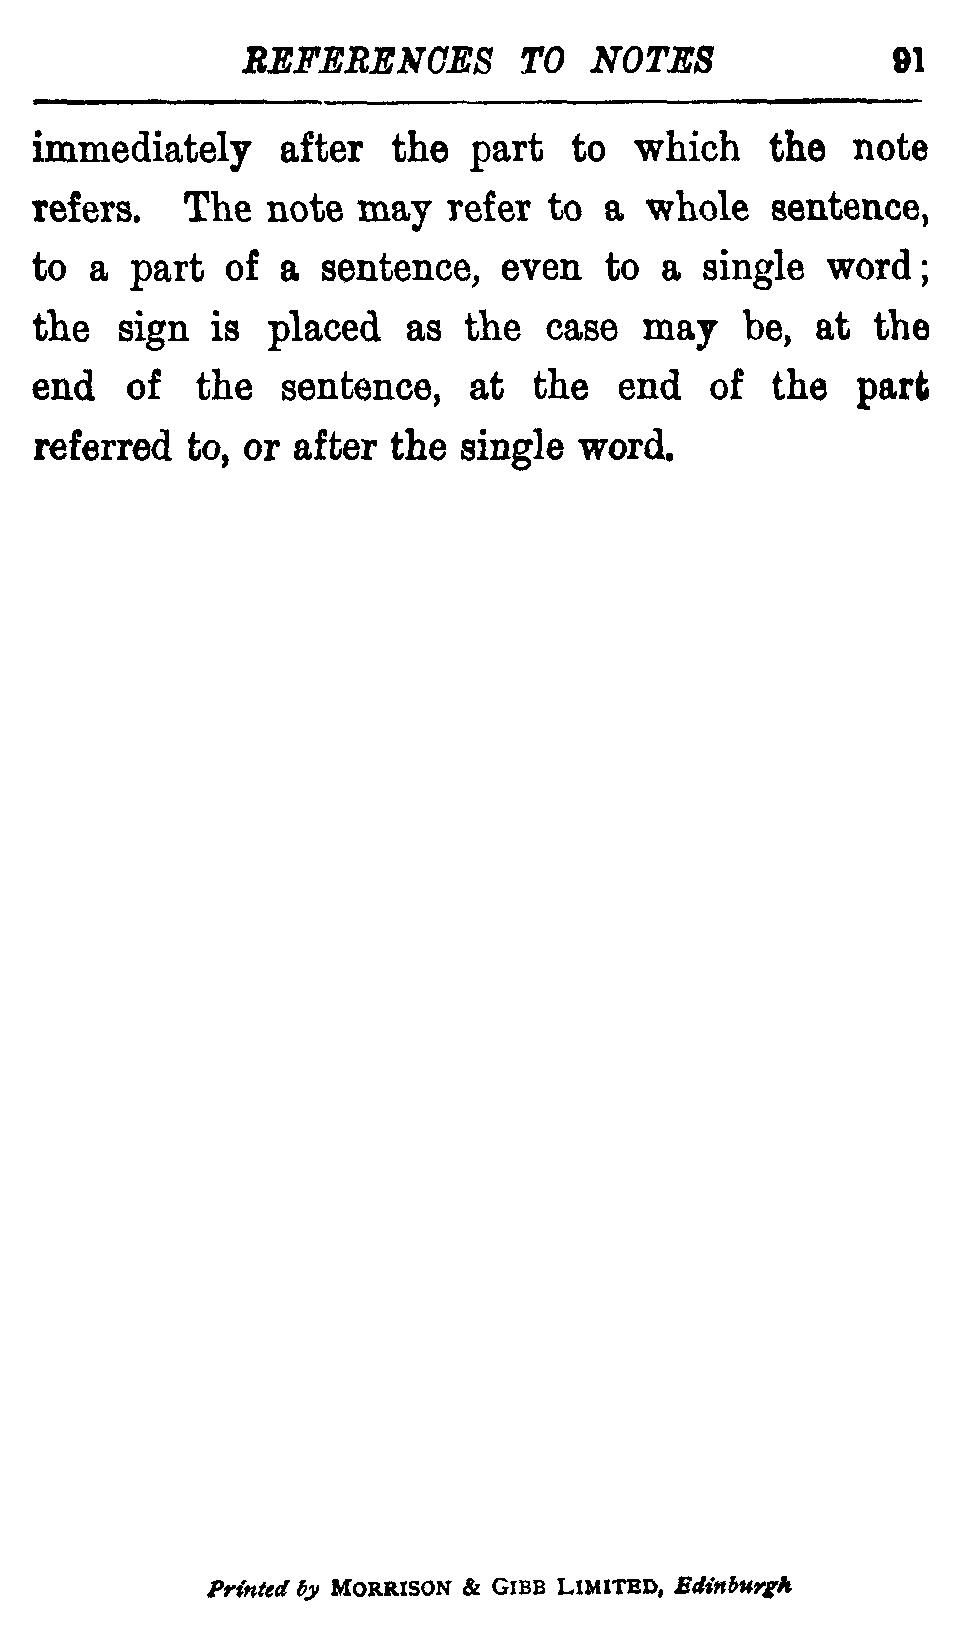 REFERENCES TO NOTES 91
immediately after the part to which the note
refers. The note may refer to a whole sentence,
to a part of a sentence, even to a single word;
the sign is placed as the case may be, at the
end of the sentence, at the end of the part
referred to, or after the single word.
Printed by MORRISON & GIBB LIMITED, Edinburgh